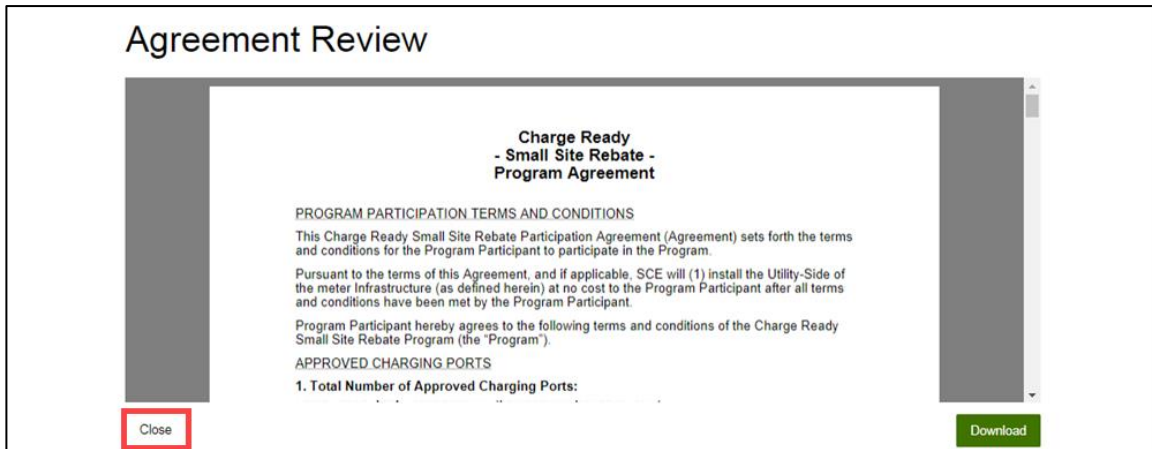 Agreement Review
Charge Ready
- Small Site Rebate -
Program Agreement
PROGRAM PARTICIPATION TERMS AND CONDITIONS
This Charge Ready Small Site Rebate Participation Agreement (Agreement) sets forth the terms
and conditions for the Program Participant to participate in the Program.
Pursuant to the terms of this Agreement, and if applicable, SCE will (1) install the Utility-Side of
the meter Infrastructure (as defined herein) at no cost to the Program Participant after all terms
and conditions have been met by the Program Participant.
Program Participant hereby agrees to the following terms and conditions of the Charge Ready
Small Site Rebate Program (the “Program”).
APPROVED CHARGING PORTS
1. Total Number of Approved Charging Ports:
Close
Download